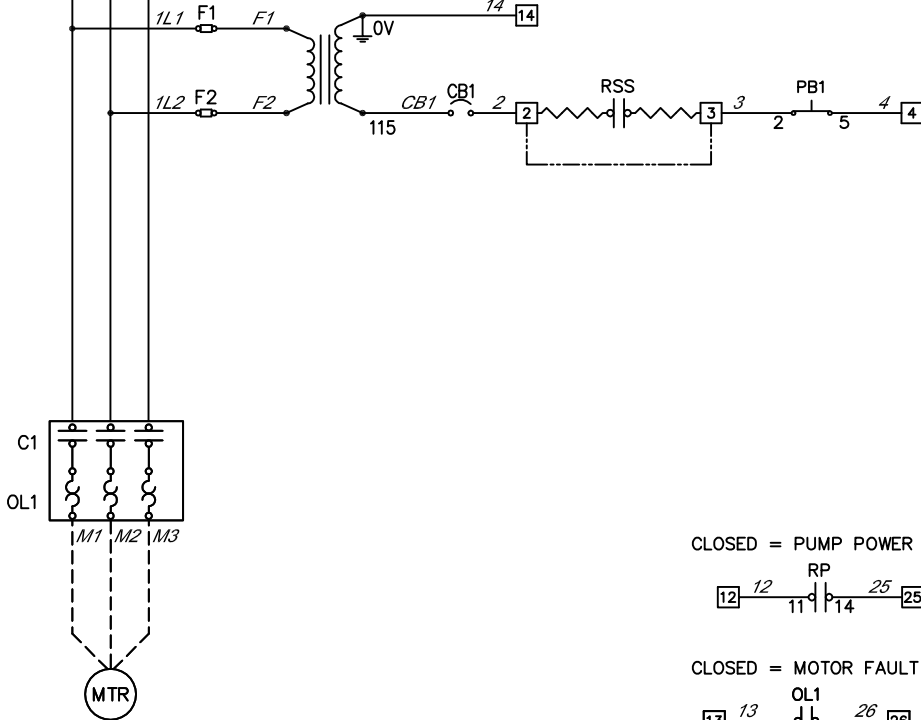 1L1 F1 F1
0V
14 14
1L2 F2 F2
115
CB1 CB1 2 2
RSS
3 3
PB1
2 5
4 4
C1
OL1
M1 M2 M3
MTR
CLOSED = PUMP POWER
RP
12 12 11 14 25 25
CLOSED = MOTOR FAULT
OL1
13 13 26 26